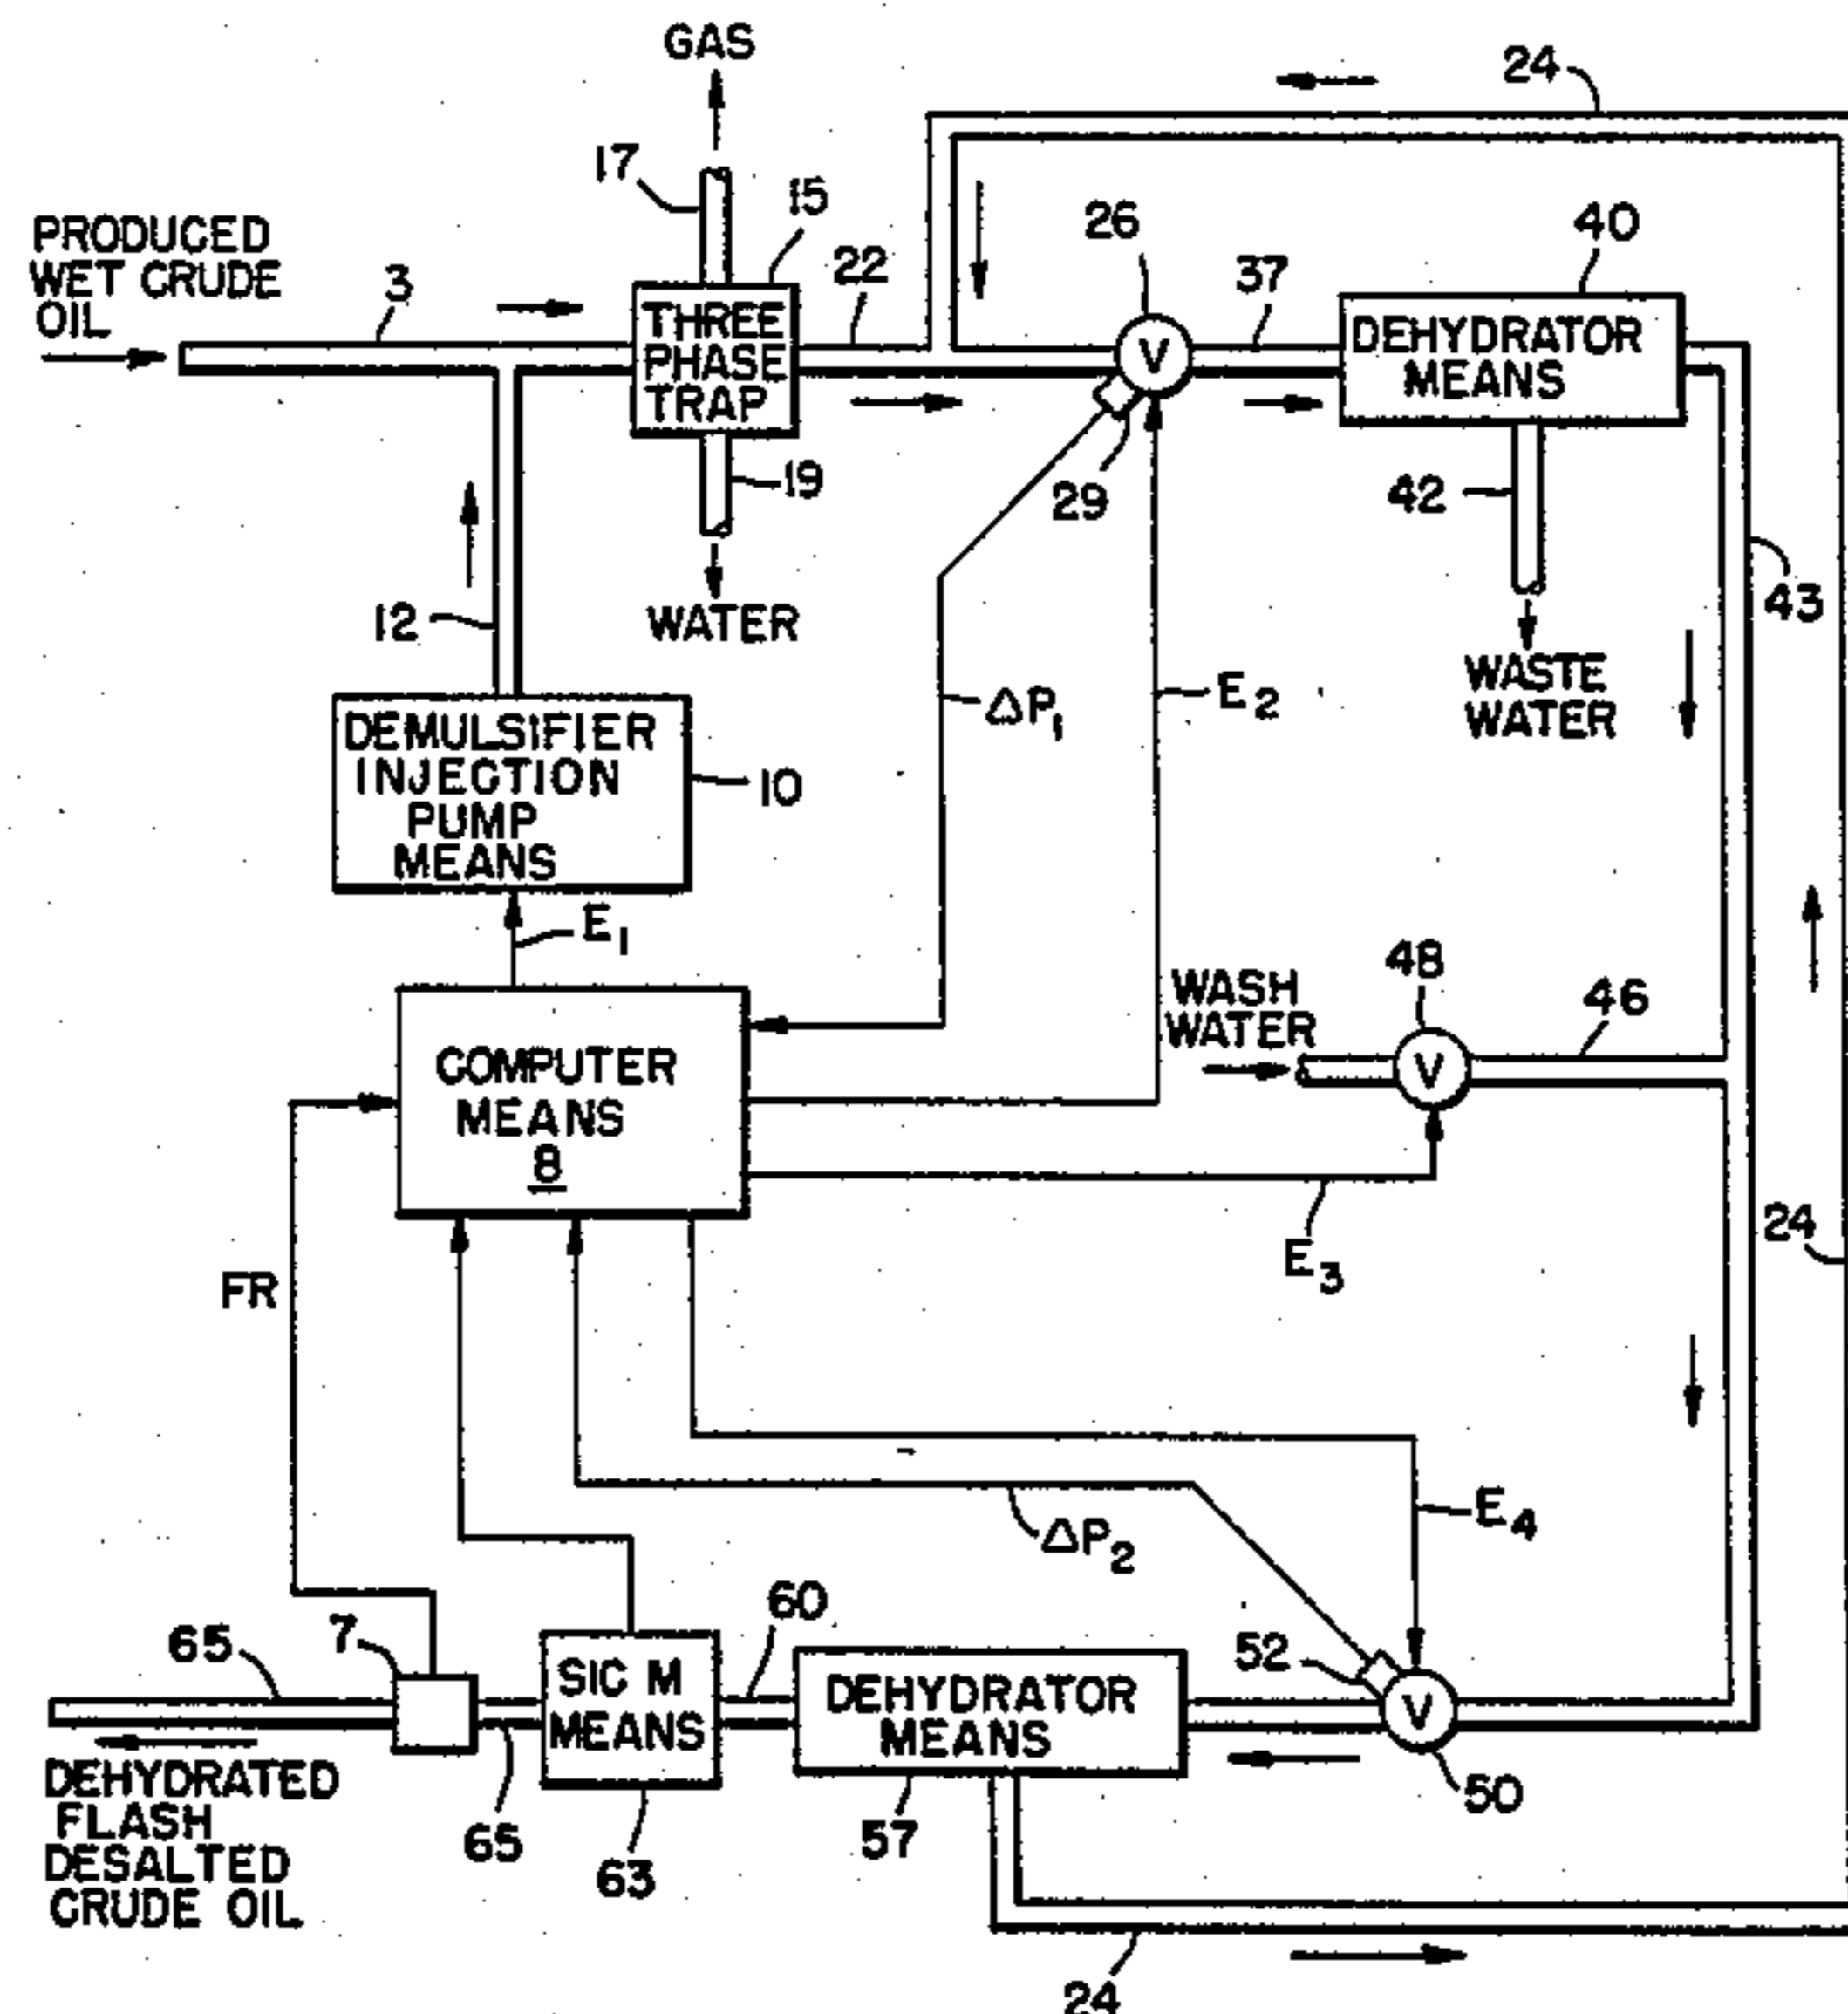 GAS
24
17
15
26
40
PRODUCED
WET CRUDE
OIL
3
22
37
THREE
PHASE
TRAP
V
DEHYDRATOR
MEANS
19
29
42
43
12
WATER
WASTE
WATER
ΔP₁
E₂
DEMULSIFIER
INJECTION
PUMP
MEANS
10
E₁
48
WASH
WATER
46
V
COMPUTER
MEANS
8
24
FR
E₃
E₄
ΔP₂
60
65
7
52
SIC M
MEANS
DEHYDRATOR
MEANS
V
50
DEHYDRATED
FLASH
DESALTED
CRUDE OIL
65
63
57
24